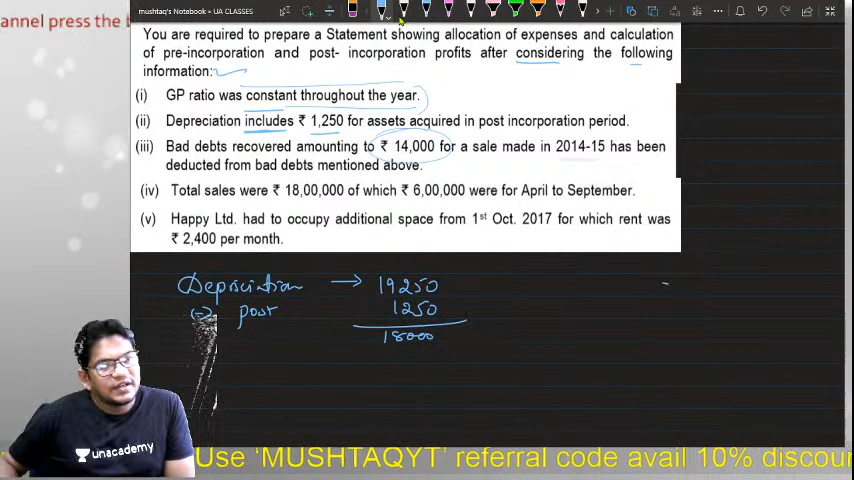 mushtaq's Notebook » UA CLASSES
hannel press the b
You are required to prepare a Statement showing allocation of expenses and calculation
of pre-incorporation and post- incorporation profits after considering the following
information:
(i) GP ratio was constant throughout the year.
(ii) Depreciation includes ₹ 1,250 for assets acquired in post incorporation period.
(iii) Bad debts recovered amounting to ₹ 14,000 for a sale made in 2014-15 has been
deducted from bad debts mentioned above.
(iv) Total sales were ₹ 18,00,000 of which ₹ 6,00,000 were for April to September.
(v) Happy Ltd. had to occupy additional space from 1st Oct. 2017 for which rent was
₹ 2,400 per month.
Depriciation → 19250
(-) post 1250
18000
unacademy
Use ‘MUSHTAQYT’ referral code avail 10% discou